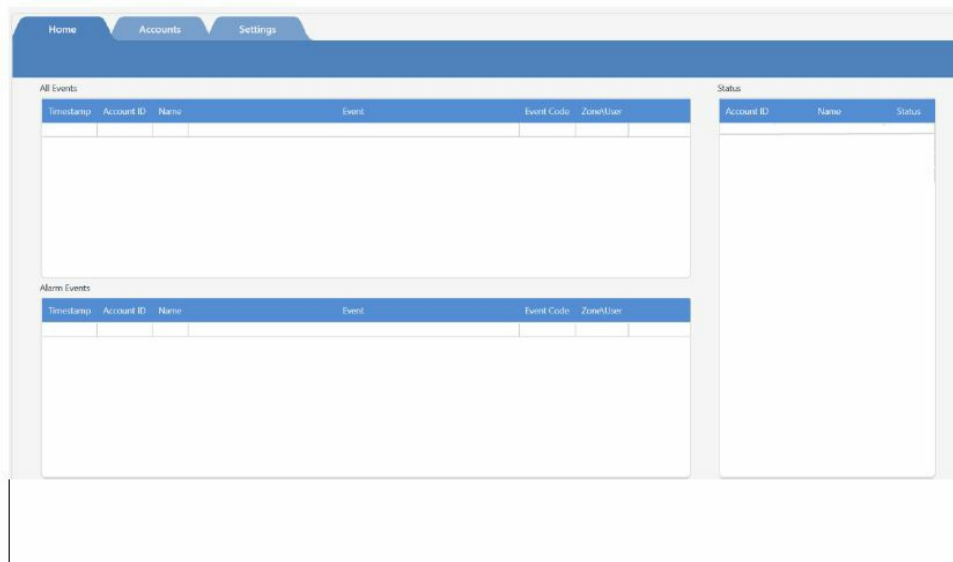 Home Accounts Settings
All Events
Timestamp Account ID Name Event Event Code Zone\User
Alarm Events
Timestamp Account ID Name Event Event Code Zone\User
Status
Account ID Name Status